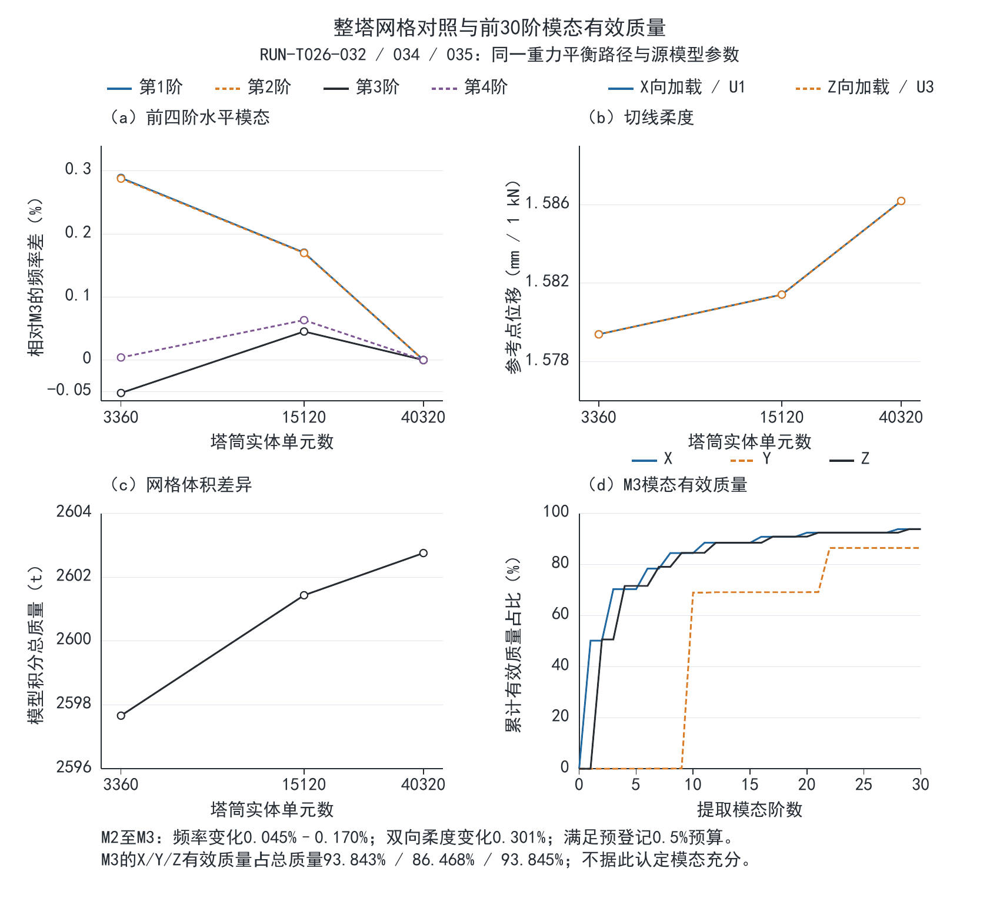 整塔网格对照与前30阶模态有效质量
RUN-T026-032 / 034 / 035：同一重力平衡路径与源模型参数
第1阶 第2阶 第3阶 第4阶
X向加载 / U1 Z向加载 / U3
（a）前四阶水平模态
相对M3的频率差（%）
0.3
0.2
0.1
0
-0.05
3360 15120 40320
塔筒实体单元数
（b）切线柔度
参考点位移（mm / 1 kN）
1.586
1.582
1.578
3360 15120 40320
塔筒实体单元数
（c）网格体积差异
模型积分总质量（t）
2604
2602
2600
2598
2596
3360 15120 40320
塔筒实体单元数
X Y Z
（d）M3模态有效质量
累计有效质量占比（%）
100
80
60
40
20
0
0 5 10 15 20 25 30
提取模态阶数
M2至M3：频率变化0.045%–0.170%；双向柔度变化0.301%；满足预登记0.5%预算。
M3的X/Y/Z有效质量占总质量93.843% / 86.468% / 93.845%；不据此认定模态充分。